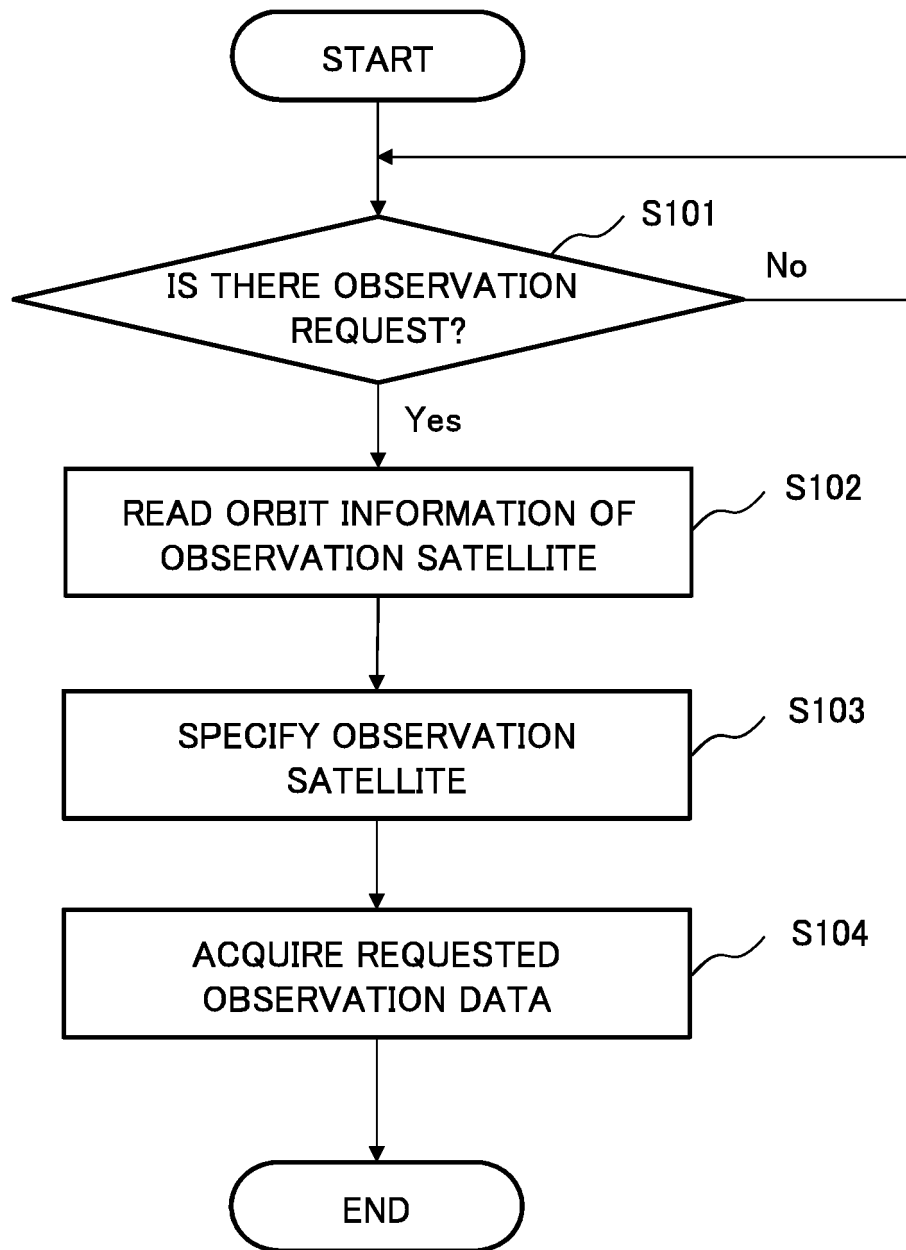 START
S101
IS THERE OBSERVATION
REQUEST?
No
Yes
S102
READ ORBIT INFORMATION OF
OBSERVATION SATELLITE
S103
SPECIFY OBSERVATION
SATELLITE
S104
ACQUIRE REQUESTED
OBSERVATION DATA
END